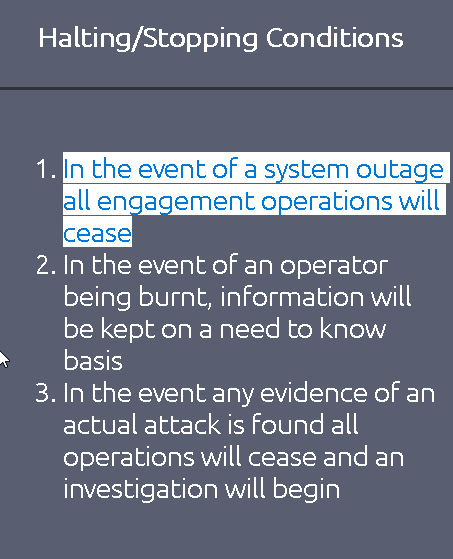 Halting/Stopping Conditions
1. In the event of a system outage
all engagement operations will
cease
2. In the event of an operator
being burnt, information will
be kept on a need to know
basis
3. In the event any evidence of an
actual attack is found all
operations will cease and an
investigation will begin